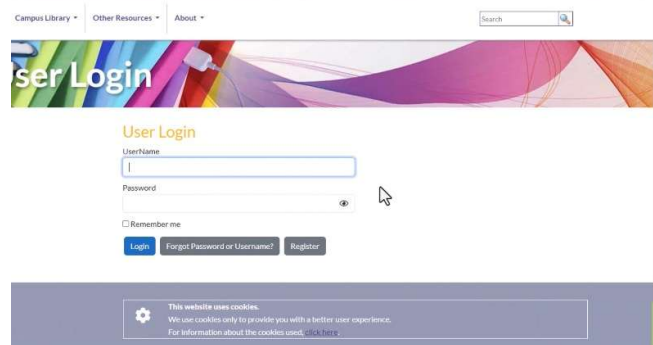 Campus Library Other Resources About Search
ser Login
User Login
UserName
Password
Remember me
Login Forgot Password or Username? Register
This website uses cookies.
We use cookies only to provide you with a better user experience.
For information about the cookies used, click here.